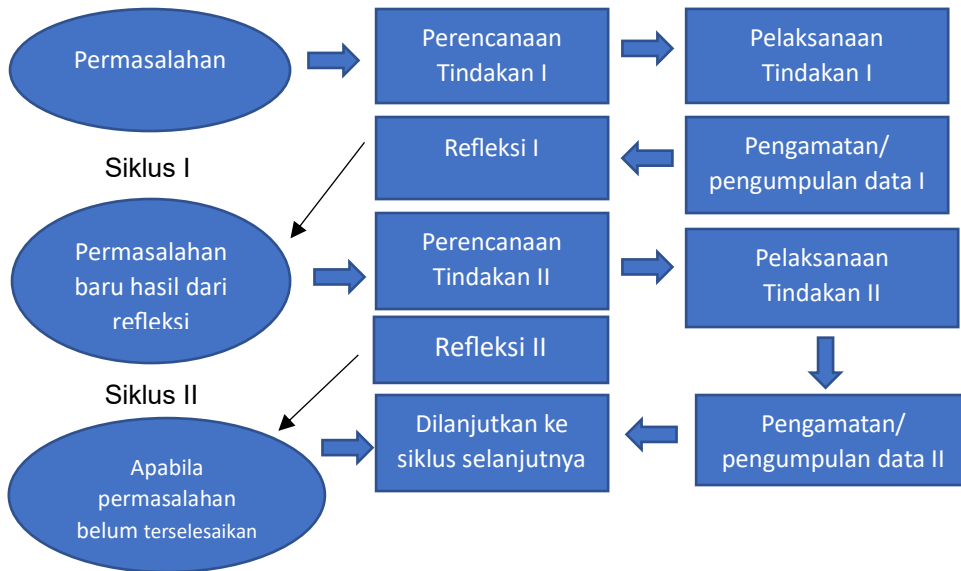 Permasalahan
Perencanaan
Tindakan I
Pelaksanaan
Tindakan I
Siklus I
Refleksi I
Pengamatan/
pengumpulan data I
Permasalahan
baru hasil dari
refleksi
Perencanaan
Tindakan II
Pelaksanaan
Tindakan II
Refleksi II
Siklus II
Apabila
permasalahan
belum terselesaikan
Dilanjutkan ke
siklus selanjutnya
Pengamatan/
pengumpulan data II